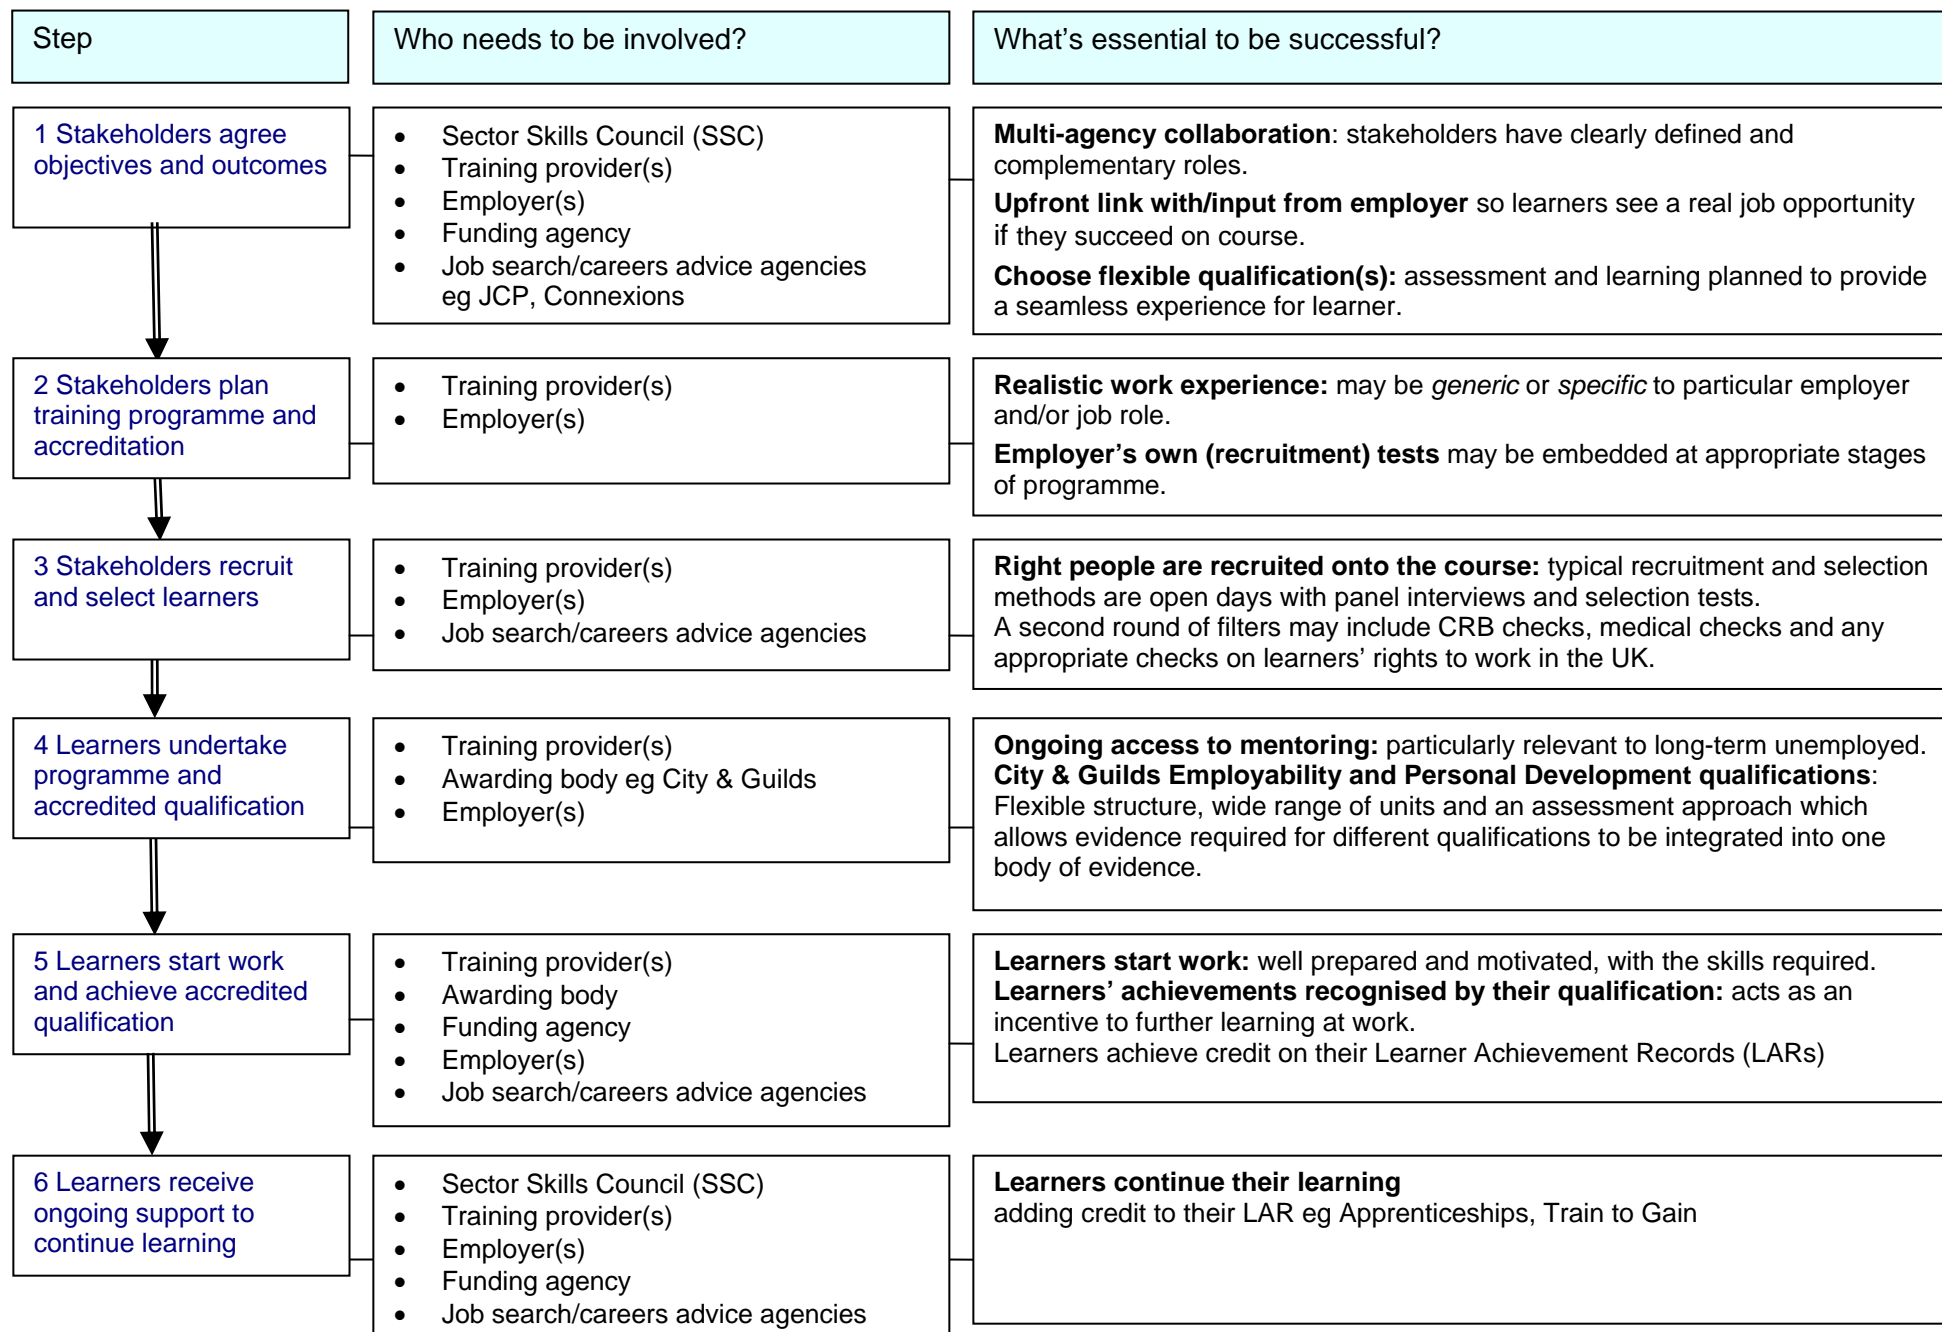 Step
Who needs to be involved?
What's essential to be successful?
1 Stakeholders agree
objectives and outcomes
• Sector Skills Council (SSC)
• Training provider(s)
• Employer(s)
• Funding agency
• Job search/careers advice agencies
eg JCP, Connexions
Multi-agency collaboration: stakeholders have clearly defined and
complementary roles.
Upfront link with/input from employer so learners see a real job opportunity
if they succeed on course.
Choose flexible qualification(s): assessment and learning planned to provide
a seamless experience for learner.
2 Stakeholders plan
training programme and
accreditation
• Training provider(s)
• Employer(s)
Realistic work experience: may be generic or specific to particular employer
and/or job role.
Employer's own (recruitment) tests may be embedded at appropriate stages
of programme.
3 Stakeholders recruit
and select learners
• Training provider(s)
• Employer(s)
• Job search/careers advice agencies
Right people are recruited onto the course: typical recruitment and selection
methods are open days with panel interviews and selection tests.
A second round of filters may include CRB checks, medical checks and any
appropriate checks on learners' rights to work in the UK.
4 Learners undertake
programme and
accredited qualification
• Training provider(s)
• Awarding body eg City & Guilds
• Employer(s)
Ongoing access to mentoring: particularly relevant to long-term unemployed.
City & Guilds Employability and Personal Development qualifications:
Flexible structure, wide range of units and an assessment approach which
allows evidence required for different qualifications to be integrated into one
body of evidence.
5 Learners start work
and achieve accredited
qualification
• Training provider(s)
• Awarding body
• Funding agency
• Employer(s)
• Job search/careers advice agencies
Learners start work: well prepared and motivated, with the skills required.
Learners' achievements recognised by their qualification: acts as an
incentive to further learning at work.
Learners achieve credit on their Learner Achievement Records (LARs)
6 Learners receive
ongoing support to
continue learning
• Sector Skills Council (SSC)
• Training provider(s)
• Employer(s)
• Funding agency
• Job search/careers advice agencies
Learners continue their learning
adding credit to their LAR eg Apprenticeships, Train to Gain